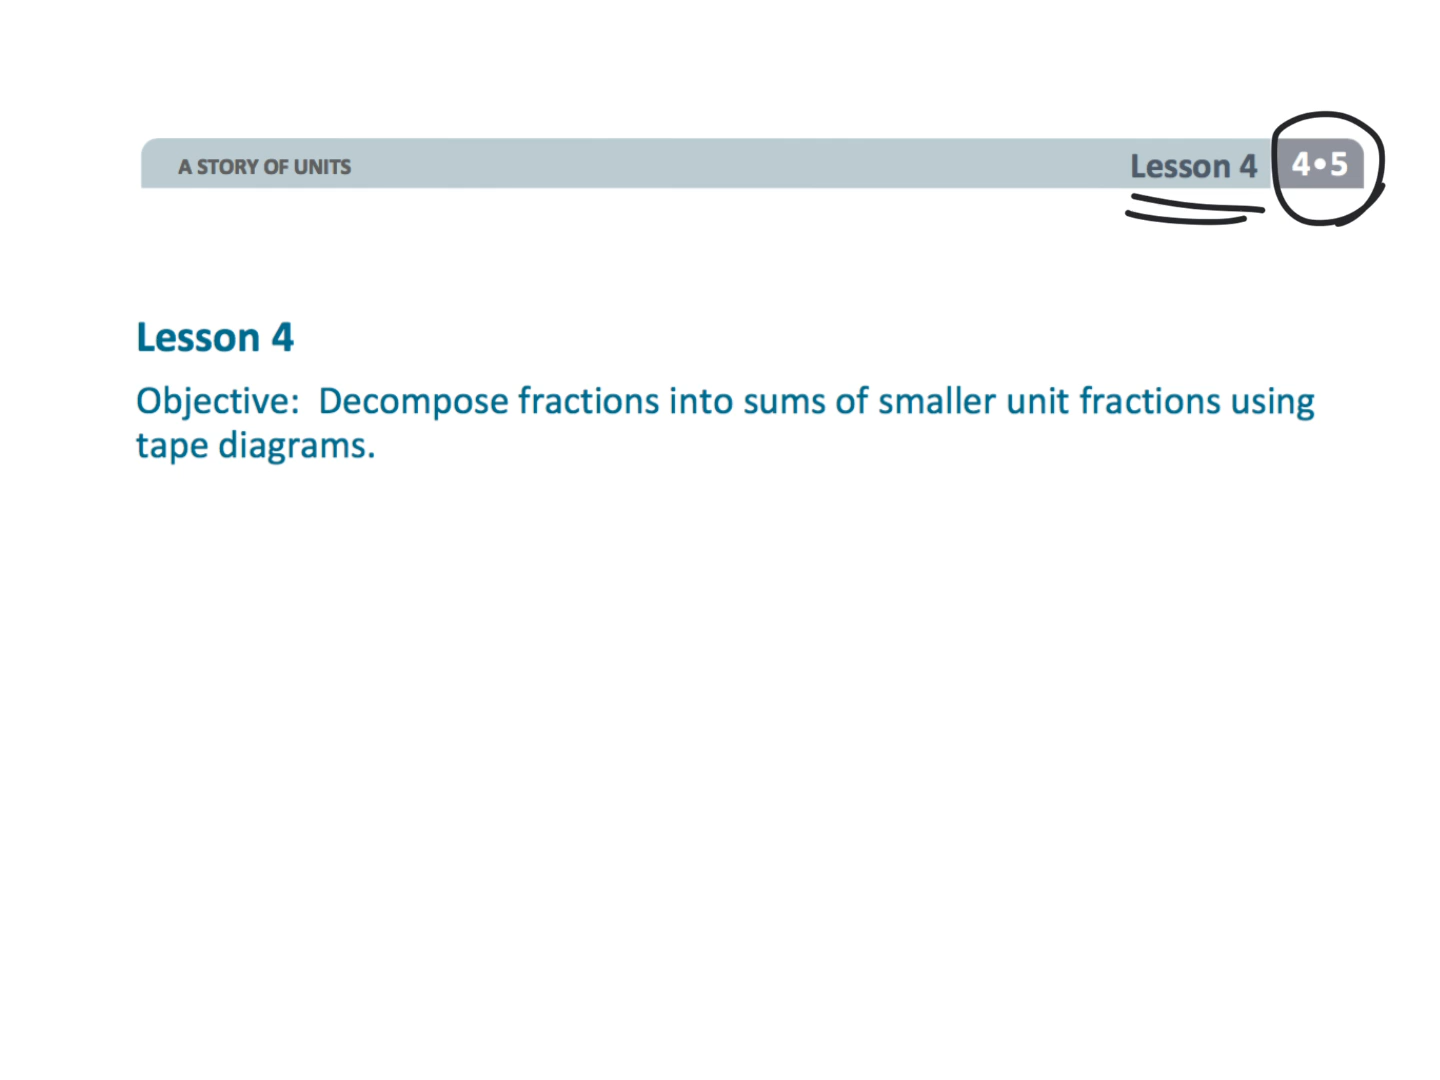 A STORY OF UNITS
Lesson 4
4•5
Lesson 4
Objective: Decompose fractions into sums of smaller unit fractions using
tape diagrams.